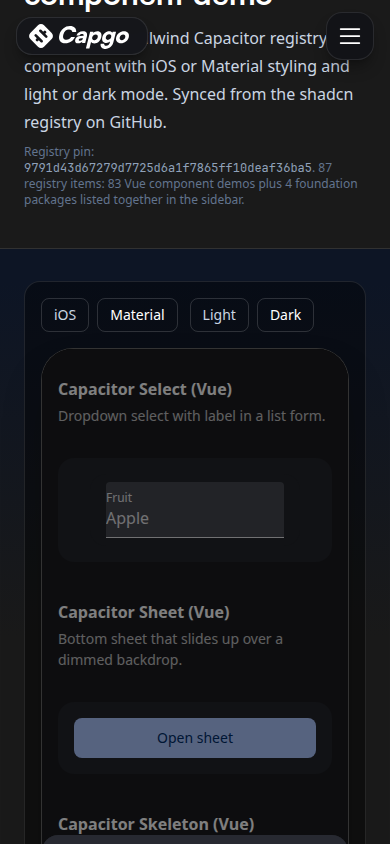 component demo
Capgo
lwind Capacitor registry
component with iOS or Material styling and
light or dark mode. Synced from the shadcn
registry on GitHub.
Registry pin:
9791d43d67279d7725d6a1f7865ff10deaf36ba5. 87
registry items: 83 Vue component demos plus 4 foundation
packages listed together in the sidebar.
iOS Material Light Dark
Capacitor Select (Vue)
Dropdown select with label in a list form.
Fruit
Apple
Capacitor Sheet (Vue)
Bottom sheet that slides up over a
dimmed backdrop.
Open sheet
Capacitor Skeleton (Vue)